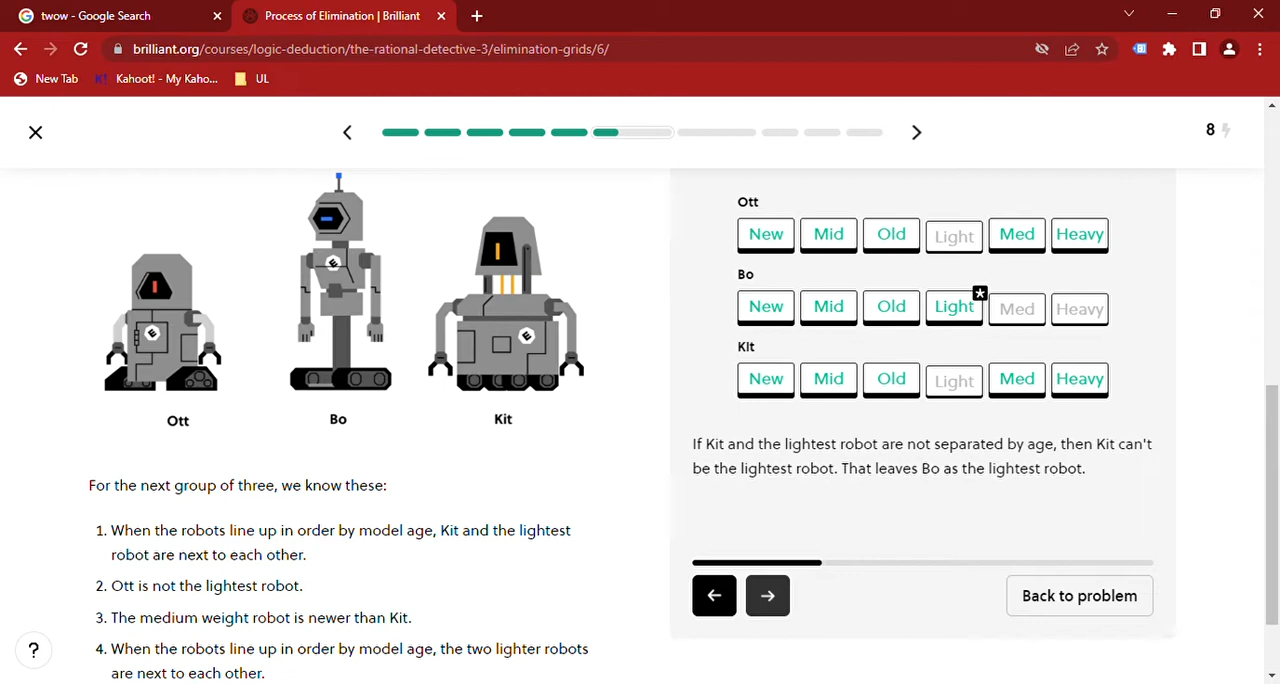 twow - Google Search
Process of Elimination | Brilliant
brilliant.org/courses/logic-deduction/the-rational-detective-3/elimination-grids/6/
New Tab
Kahoot! - My Kaho...
UL
8
Ott
Bo
Kit
For the next group of three, we know these:
1. When the robots line up in order by model age, Kit and the lightest
robot are next to each other.
2. Ott is not the lightest robot.
3. The medium weight robot is newer than Kit.
4. When the robots line up in order by model age, the two lighter robots
are next to each other.
?
Ott
New Mid Old Light Med Heavy
Bo
New Mid Old Light Med Heavy
Kit
New Mid Old Light Med Heavy
If Kit and the lightest robot are not separated by age, then Kit can't
be the lightest robot. That leaves Bo as the lightest robot.
Back to problem